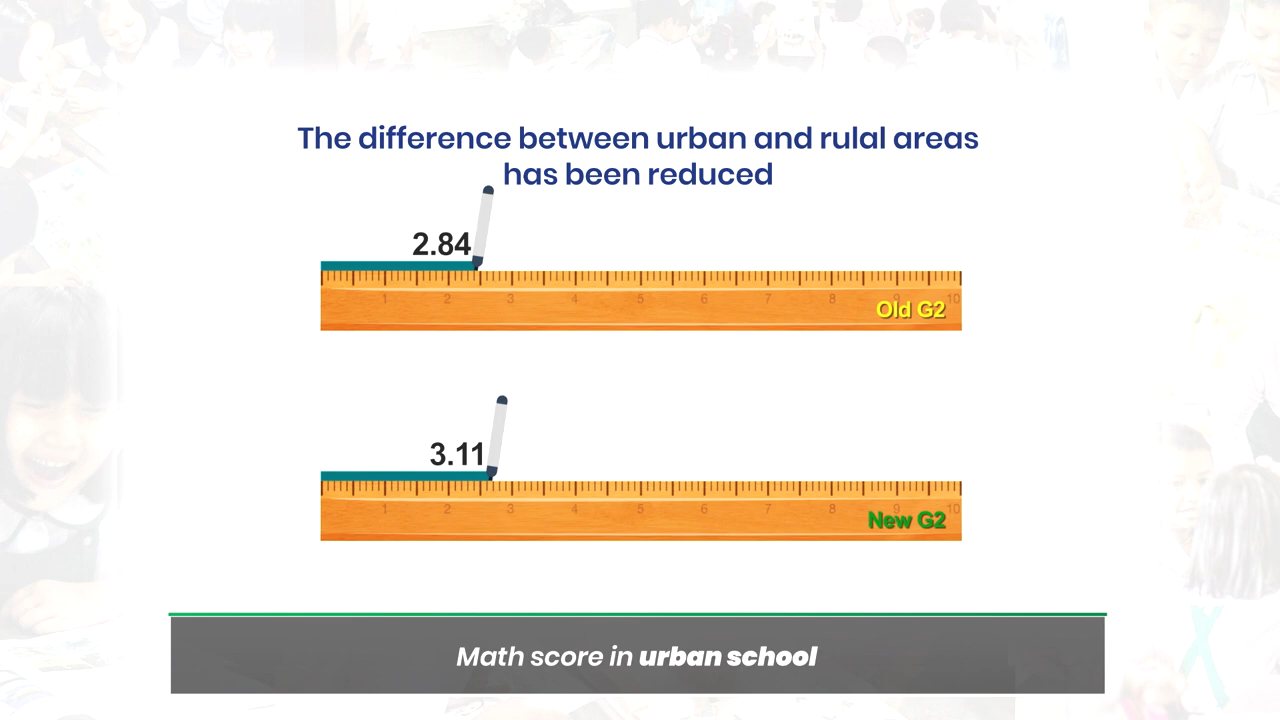 The difference between urban and rulal areas
has been reduced
2.84
1 2 3 4 5 6 7 8 9 10
Old G2
3.11
1 2 3 4 5 6 7 8 9 10
New G2
Math score in urban school